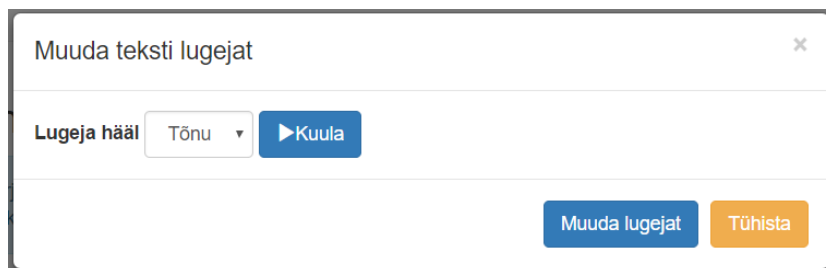 Muuda teksti lugejat ×
Lugeja hääl Tõnu ▾ ▶Kuula
Muuda lugejat Tühista